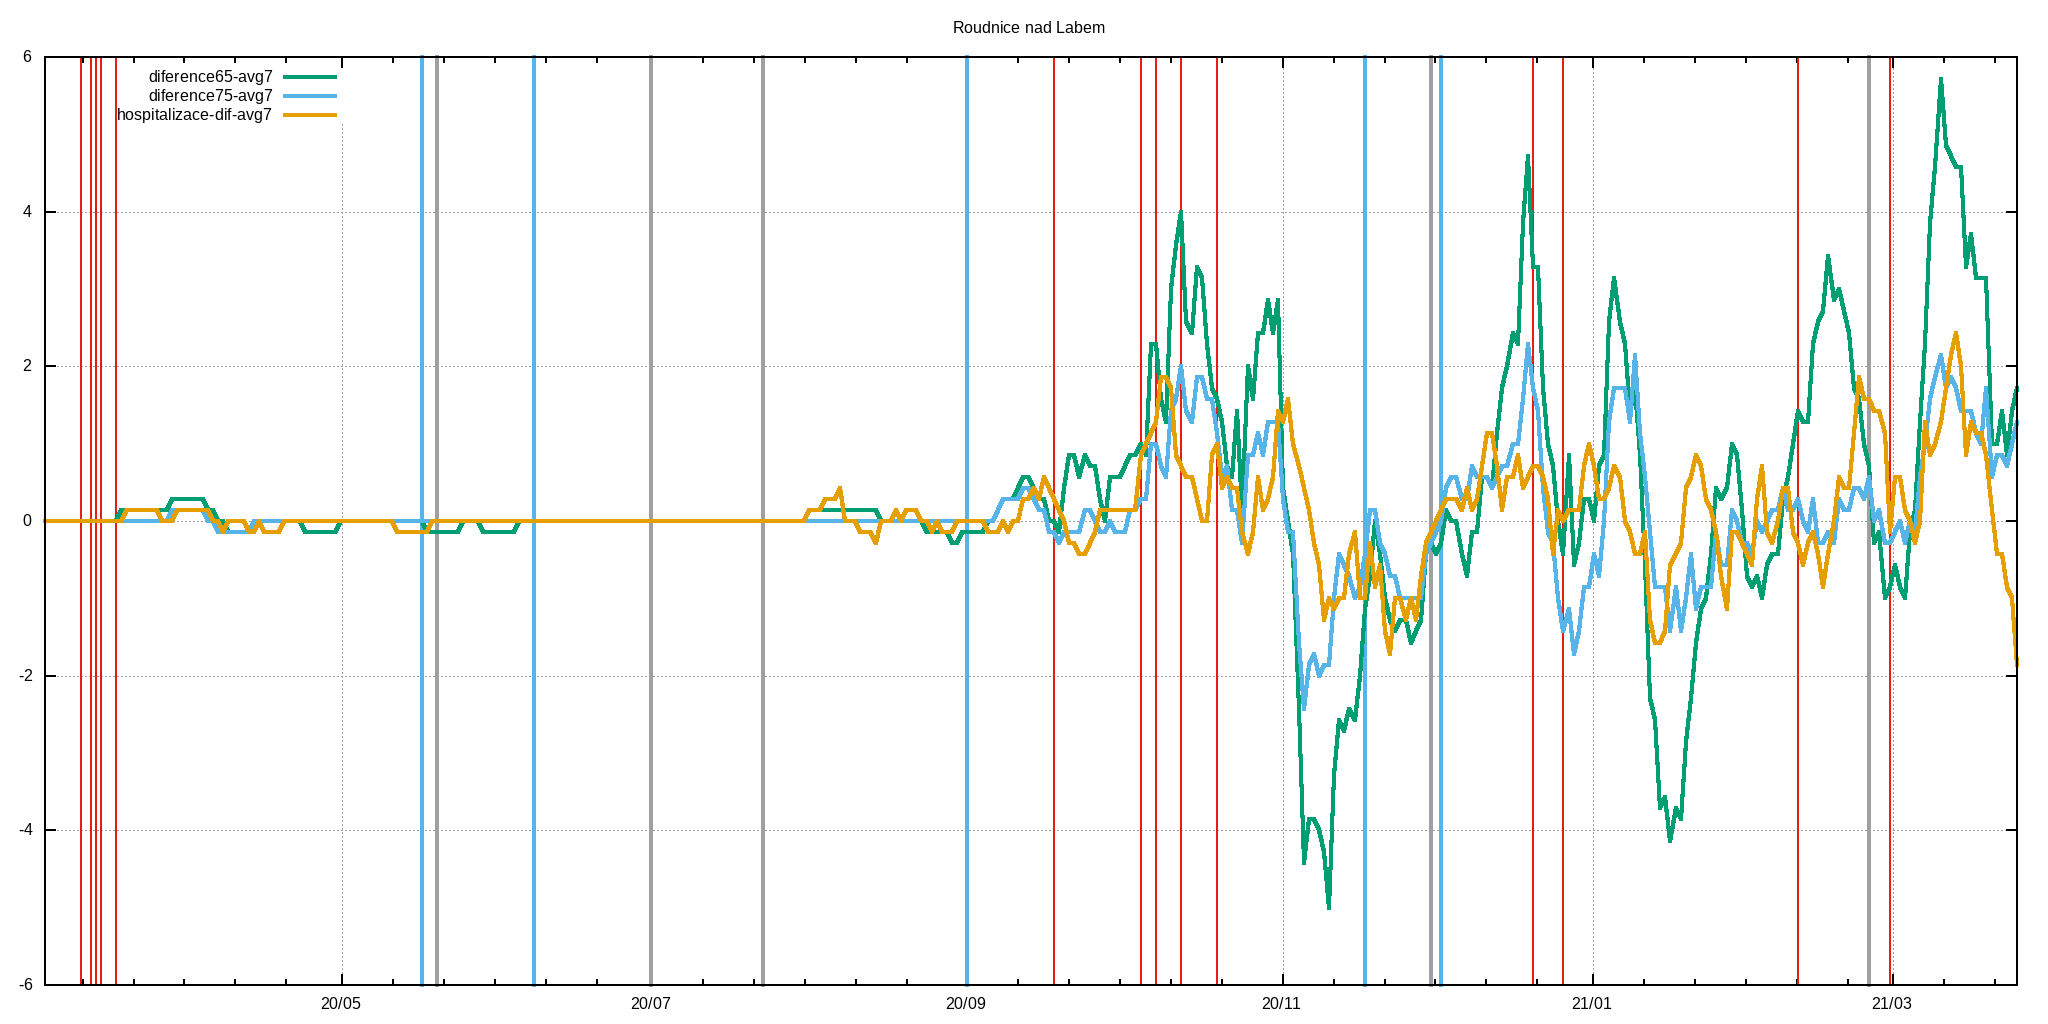 Roudnice nad Labem
6
diference65-avg7
diference75-avg7
hospitalizace-dif-avg7
4
2
0
-2
-4
-6
20/05 20/07 20/09 20/11 21/01 21/03